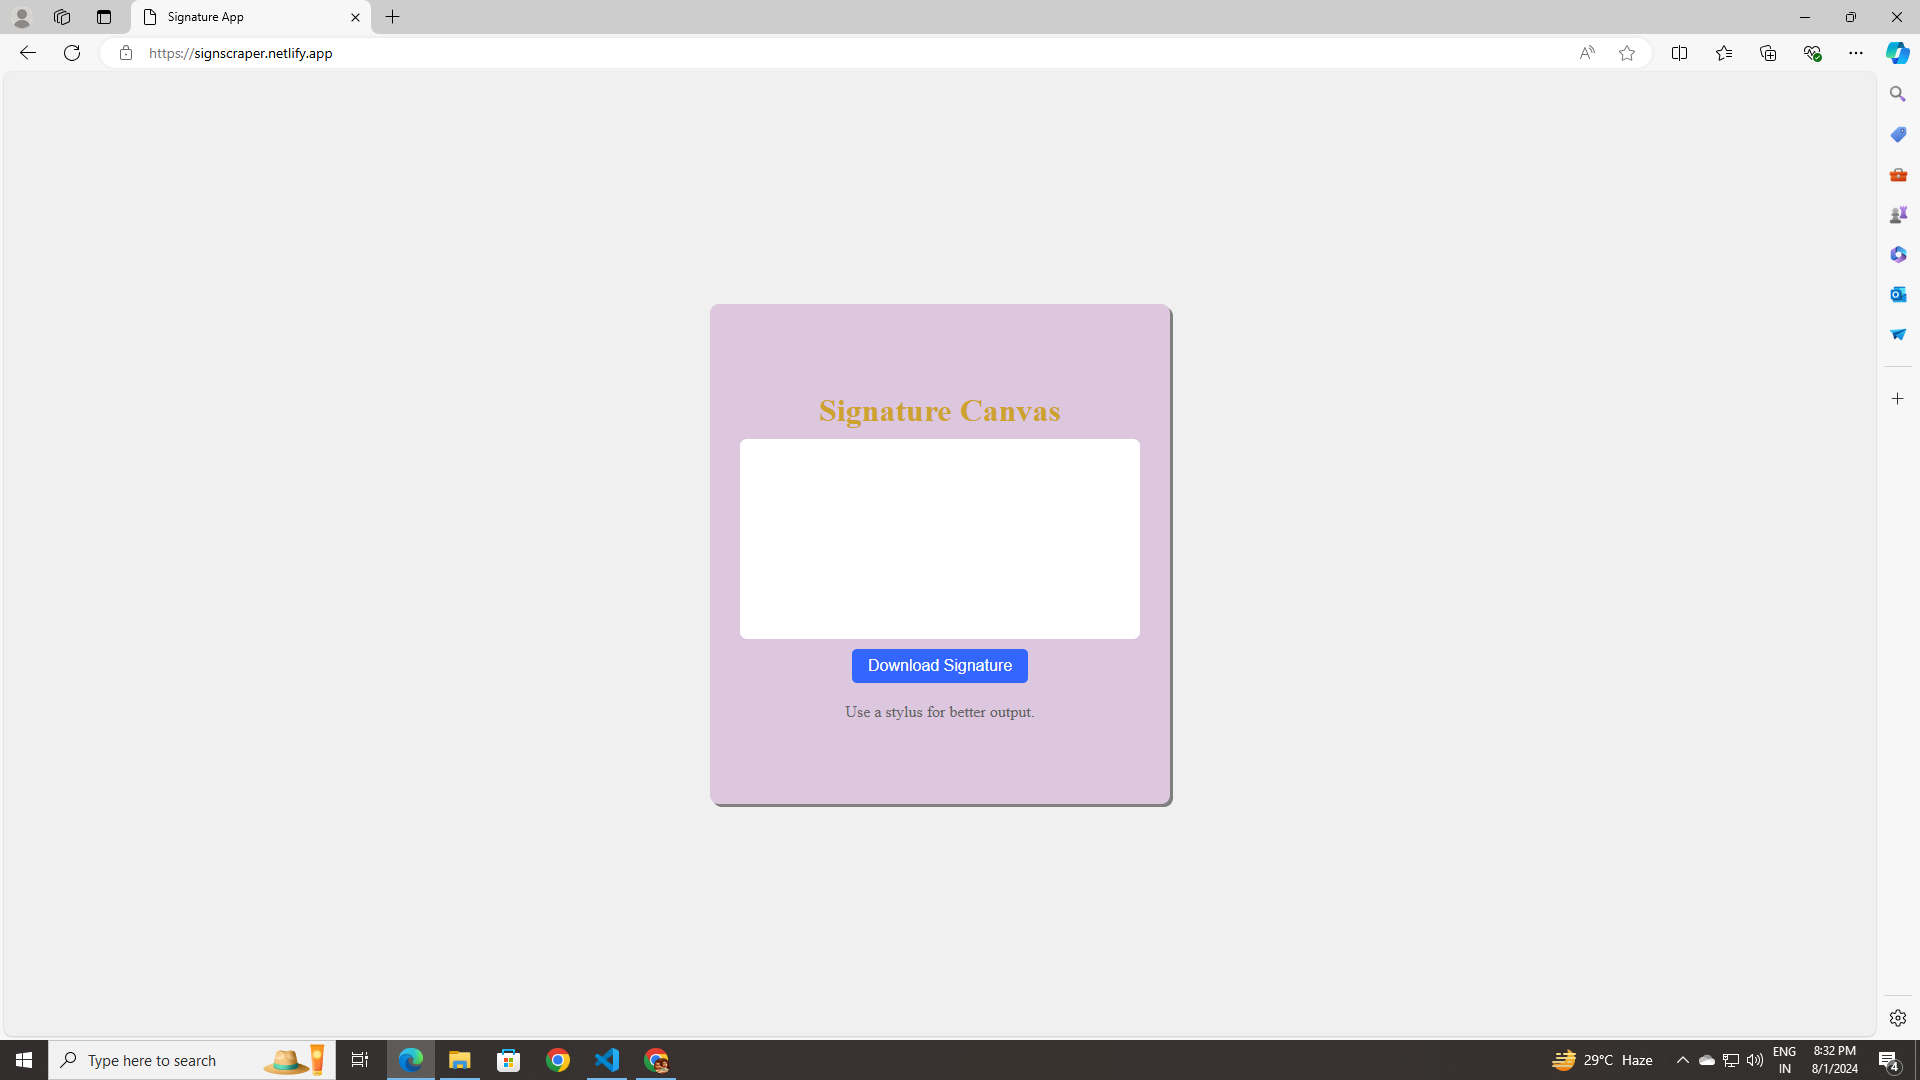 Signature App
https://signscraper.netlify.app
Signature Canvas
Download Signature
Use a stylus for better output.
Type here to search
29°C Haze
ENG
IN
8:32 PM
8/1/2024
4